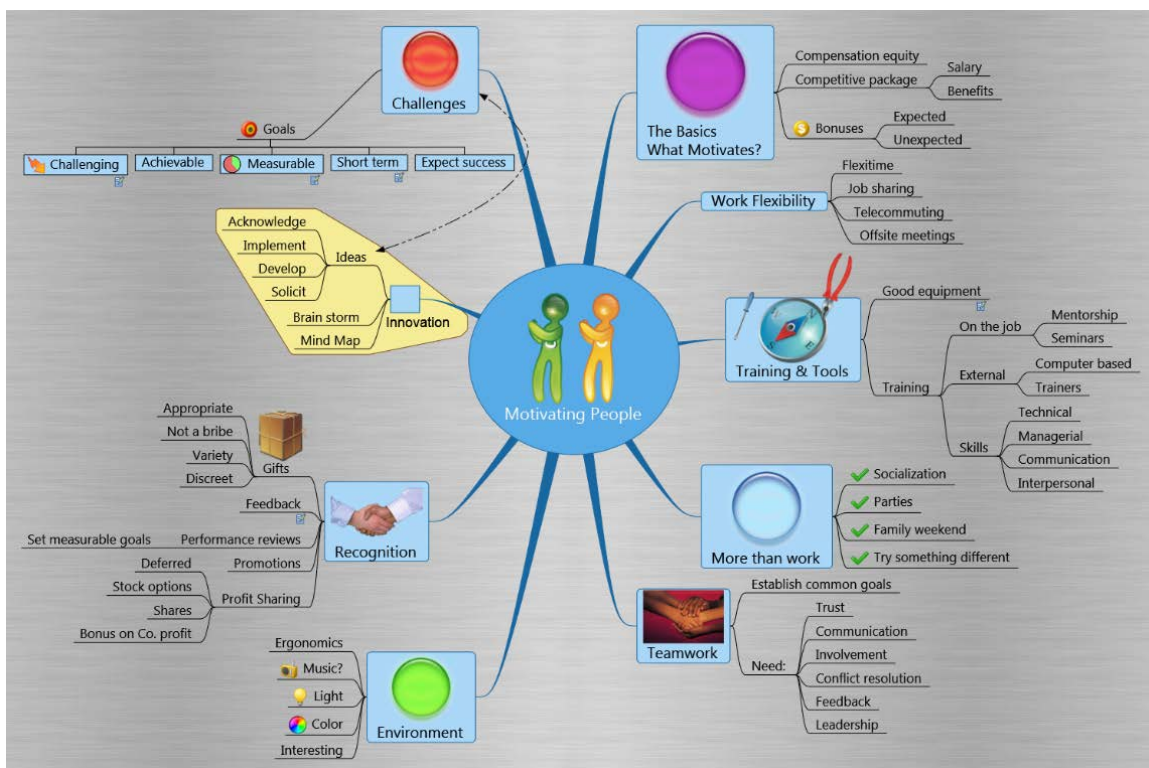 Challenges
Goals
Challenging
Achievable
Measurable
Short term
Expect success
Acknowledge
Implement
Develop
Solicit
Ideas
Brain storm
Mind Map
Innovation
Motivating People
The Basics
What Motivates?
Compensation equity
Competitive package
Salary
Benefits
Bonuses
Expected
Unexpected
Work Flexibility
Flexitime
Job sharing
Telecommuting
Offsite meetings
Training & Tools
Good equipment
Training
On the job
Mentorship
Seminars
External
Computer based
Trainers
Skills
Technical
Managerial
Communication
Interpersonal
More than work
Socialization
Parties
Family weekend
Try something different
Teamwork
Establish common goals
Need:
Trust
Communication
Involvement
Conflict resolution
Feedback
Leadership
Recognition
Appropriate
Not a bribe
Variety
Discreet
Gifts
Feedback
Set measurable goals
Performance reviews
Promotions
Deferred
Stock options
Shares
Bonus on Co. profit
Profit Sharing
Environment
Ergonomics
Music?
Light
Color
Interesting